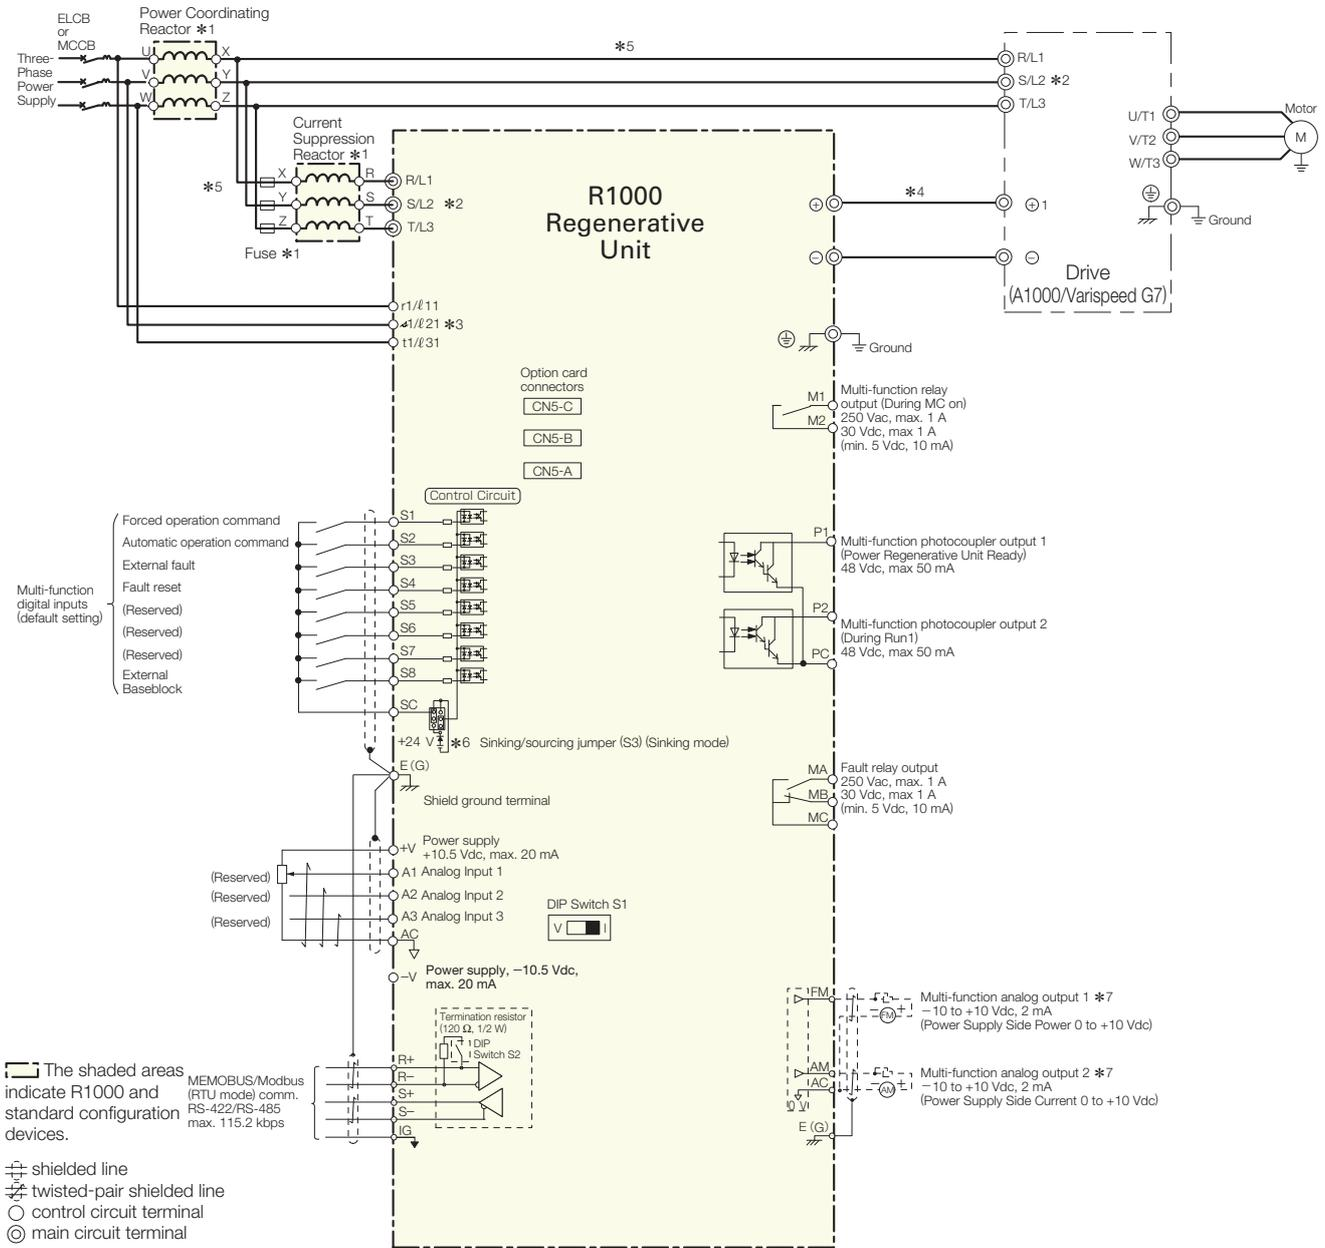 ELCB
or
MCCB
Three-
Phase
Power
Supply
Power Coordinating
Reactor *1
U
X
V
Y
W
Z
*5
R/L1
S/L2 *2
T/L3
U/T1
V/T2
W/T3
Motor
M
Ground
Current
Suppression
Reactor *1
*5
X
R
Y
S
Z
T
Fuse *1
R/L1
S/L2 *2
T/L3
R1000
Regenerative
Unit
+
−
*4
+ 1
−
Drive
(A1000/Varispeed G7)
r1/ℓ11
1/ℓ21 *3
t1/ℓ31
Ground
Option card
connectors
CN5-C
CN5-B
CN5-A
M1
M2
Multi-function relay
output (During MC on)
250 Vac, max. 1 A
30 Vdc, max 1 A
(min. 5 Vdc, 10 mA)
Control Circuit
Multi-function
digital inputs
(default setting)
Forced operation command
Automatic operation command
External fault
Fault reset
(Reserved)
(Reserved)
(Reserved)
External
Baseblock
S1
S2
S3
S4
S5
S6
S7
S8
SC
+24 V *6 Sinking/sourcing jumper (S3) (Sinking mode)
P1
Multi-function photocoupler output 1
(Power Regenerative Unit Ready)
48 Vdc, max 50 mA
P2
PC
Multi-function photocoupler output 2
(During Run1)
48 Vdc, max 50 mA
E (G)
Shield ground terminal
MA
MB
MC
Fault relay output
250 Vac, max. 1 A
30 Vdc, max 1 A
(min. 5 Vdc, 10 mA)
+V Power supply
+10.5 Vdc, max. 20 mA
(Reserved)
A1 Analog Input 1
(Reserved)
A2 Analog Input 2
(Reserved)
A3 Analog Input 3
AC
DIP Switch S1
V I
−V Power supply, −10.5 Vdc,
max. 20 mA
Termination resistor
(120 Ω, 1/2 W)
DIP
Switch S2
R+
R−
S+
S−
IG
MEMOBUS/Modbus
(RTU mode) comm.
RS-422/RS-485
max. 115.2 kbps
FM
FM
− +
Multi-function analog output 1 *7
−10 to +10 Vdc, 2 mA
(Power Supply Side Power 0 to +10 Vdc)
AM
AC
0 V
AM
− +
Multi-function analog output 2 *7
−10 to +10 Vdc, 2 mA
(Power Supply Side Current 0 to +10 Vdc)
E (G)
The shaded areas
indicate R1000 and
standard configuration
devices.
shielded line
twisted-pair shielded line
control circuit terminal
main circuit terminal